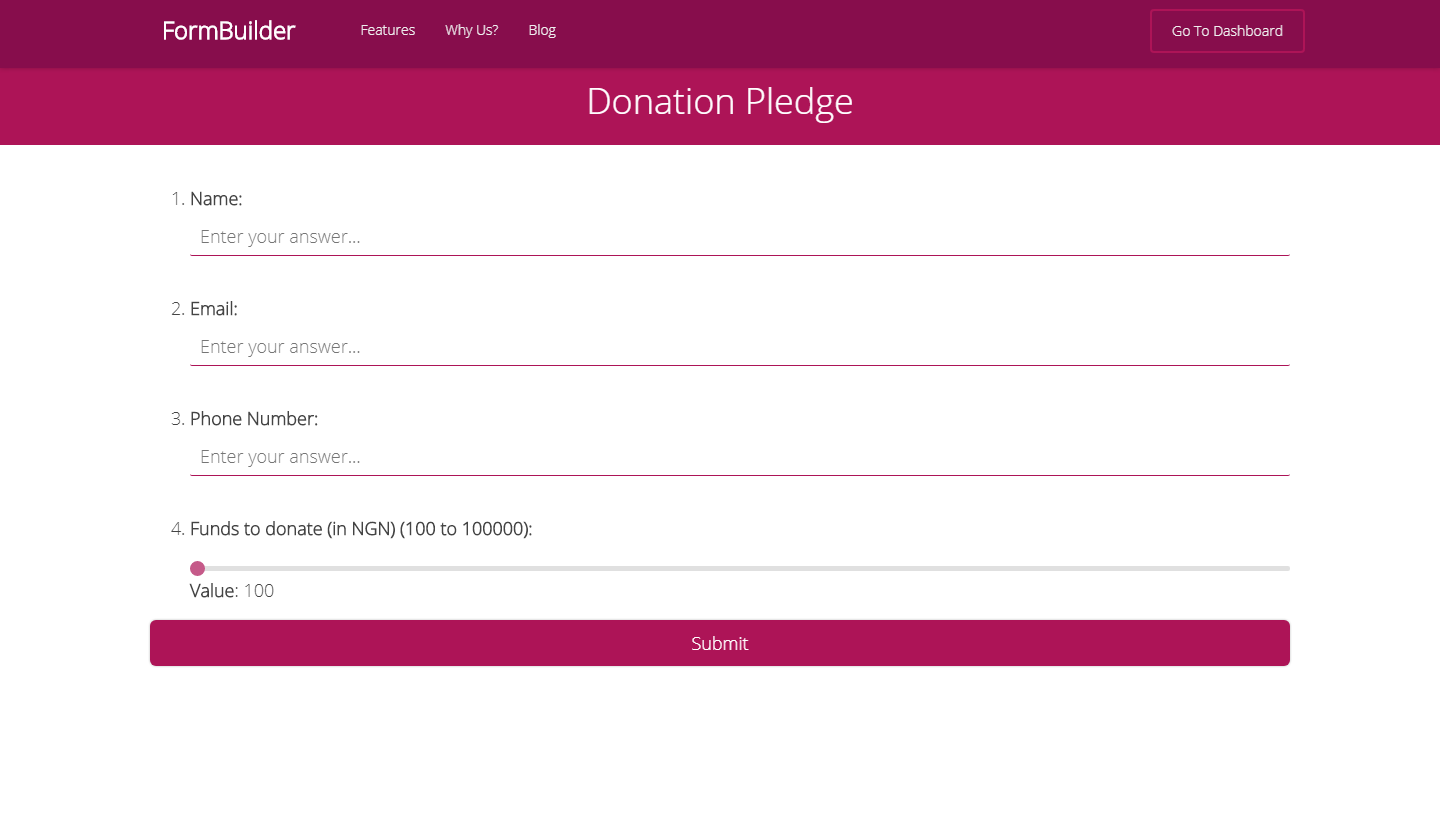 FormBuilder Features Why Us? Blog Go To Dashboard
Donation Pledge
1. Name:
Enter your answer...
2. Email:
Enter your answer...
3. Phone Number:
Enter your answer...
4. Funds to donate (in NGN) (100 to 100000):
Value: 100
Submit